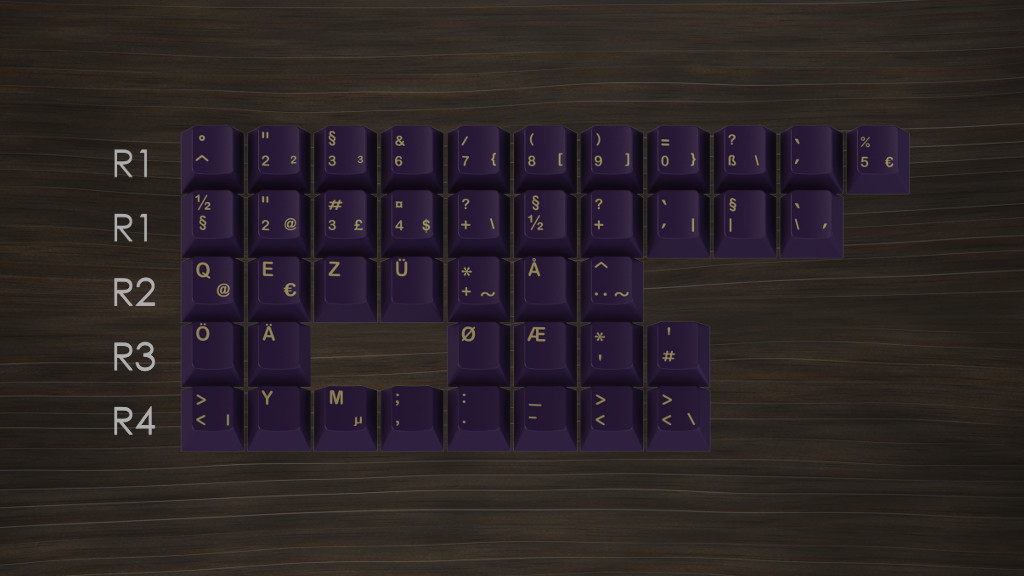 R1 ° ^ " 2 ² § 3 ³ & 6 / 7 { ( 8 [ ) 9 ] = 0 } ? ß \ ` ´ % 5 €
R1 ½ § " 2 @ # 3 £ ¤ 4 $ ? + \ § ½ ? + ` ´ | § | ` \ ´
R2 Q @ E € Z Ü * + ~ Å ^ ¨ ~
R3 Ö Ä Ø Æ * ' ' #
R4 > < | Y M µ ; , : . _ - > < > < \